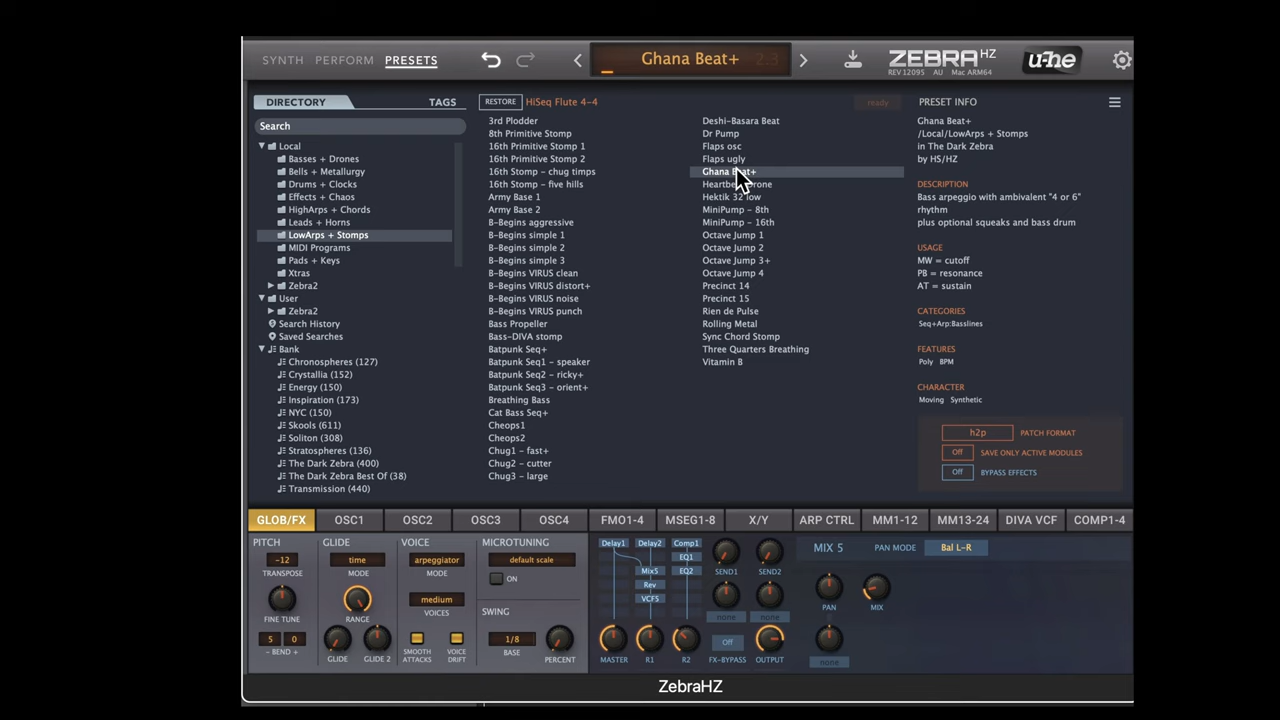 SYNTH PERFORM PRESETS
Ghana Beat+ 2.3
ZEBRA HZ
REV 12095 AU Mac ARM64
u-he
DIRECTORY TAGS
Search
Local
Basses + Drones
Bells + Metallurgy
Drums + Clocks
Effects + Chaos
HighArps + Chords
Leads + Horns
LowArps + Stomps
MIDI Programs
Pads + Keys
Xtras
Zebra2
User
Zebra2
Search History
Saved Searches
Bank
Chronospheres (127)
Crystallia (152)
Energy (150)
Inspiration (173)
NYC (150)
Skools (611)
Soliton (308)
Stratospheres (136)
The Dark Zebra (400)
The Dark Zebra Best Of (38)
Transmission (440)
RESTORE HiSeq Flute 4-4
ready
3rd Plodder
8th Primitive Stomp
16th Primitive Stomp 1
16th Primitive Stomp 2
16th Stomp - chug timps
16th Stomp - five hills
Army Base 1
Army Base 2
B-Begins aggressive
B-Begins simple 1
B-Begins simple 2
B-Begins simple 3
B-Begins VIRUS clean
B-Begins VIRUS distort+
B-Begins VIRUS noise
B-Begins VIRUS punch
Bass Propeller
Bass-DIVA stomp
Batpunk Seq+
Batpunk Seq1 - speaker
Batpunk Seq2 - ricky+
Batpunk Seq3 - orient+
Breathing Bass
Cat Bass Seq+
Cheops1
Cheops2
Chug1 - fast+
Chug2 - cutter
Chug3 - large
Deshi-Basara Beat
Dr Pump
Flaps osc
Flaps ugly
Ghana Beat+
Hektik 32 low
MiniPump - 8th
MiniPump - 16th
Octave Jump 1
Octave Jump 2
Octave Jump 3+
Octave Jump 4
Precinct 14
Precinct 15
Rien de Pulse
Rolling Metal
Sync Chord Stomp
Three Quarters Breathing
Vitamin B
PRESET INFO
Ghana Beat+
/Local/LowArps + Stomps
in The Dark Zebra
by HS/HZ
DESCRIPTION
Bass arpeggio with ambivalent "4 or 6"
rhythm
plus optional squeaks and bass drum
USAGE
MW = cutoff
PB = resonance
AT = sustain
CATEGORIES
Seq+Arp:Basslines
FEATURES
Poly BPM
CHARACTER
Moving Synthetic
h2p PATCH FORMAT
Off SAVE ONLY ACTIVE MODULES
Off BYPASS EFFECTS
GLOB/FX OSC1 OSC2 OSC3 OSC4 FMO1-4 MSEG1-8 X/Y ARP CTRL MM1-12 MM13-24 DIVA VCF COMP1-4
PITCH
-12
TRANSPOSE
FINE TUNE
5 0
- BEND +
GLIDE
time
MODE
RANGE
GLIDE GLIDE 2
VOICE
arpeggiator
MODE
medium
VOICES
SMOOTH ATTACKS
VOICE DRIFT
MICROTUNING
default scale
ON
SWING
1/8
BASE PERCENT
Delay1 Delay2 Comp1
EQ1
Mix5 EQ2
Rev
VCF5
MASTER R1 R2
SEND1 SEND2
none none
Off
FX-BYPASS OUTPUT
MIX 5 PAN MODE Bal L-R
PAN MIX
none
ZebraHZ